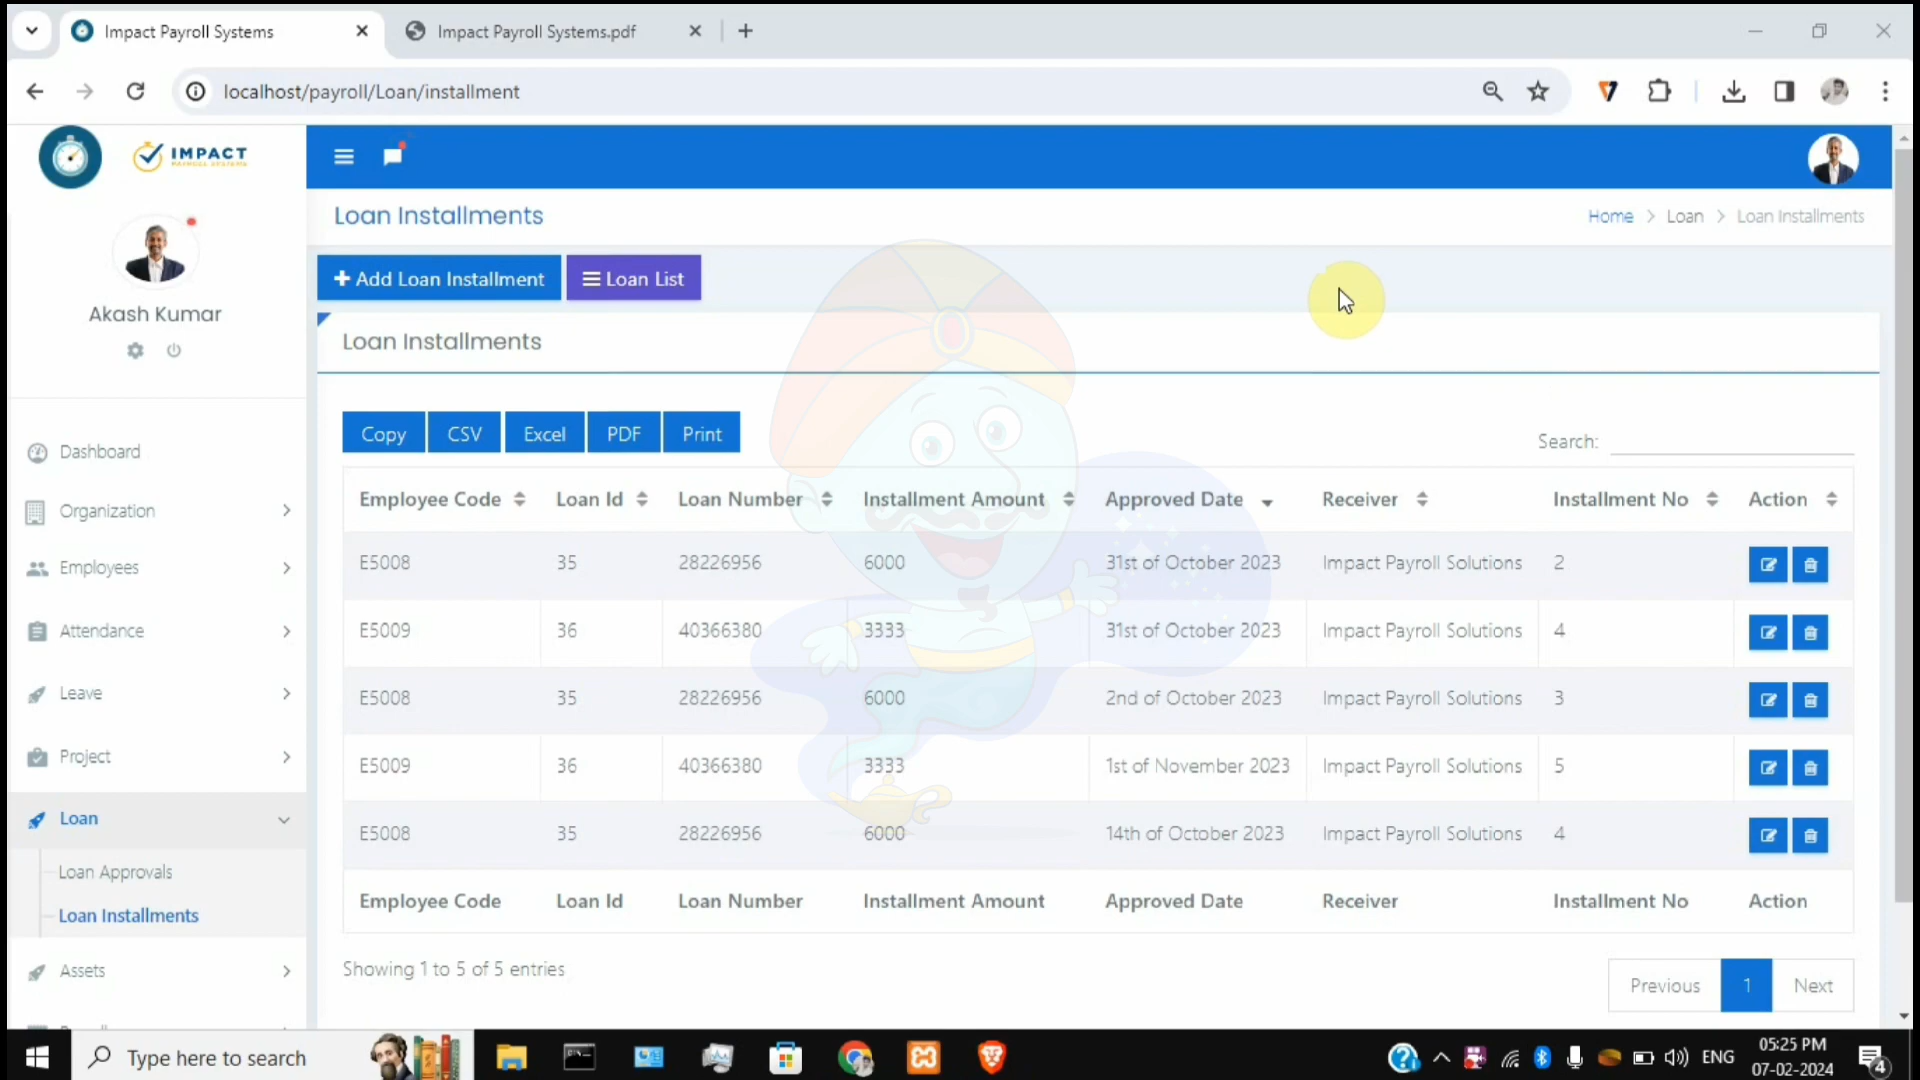 Impact Payroll Systems
Impact Payroll Systems.pdf
localhost/payroll/Loan/installment
IMPACT
PAYROLL SYSTEMS
Loan Installments
Home > Loan > Loan Installments
Akash Kumar
Add Loan Installment
Loan List
Loan Installments
Copy CSV Excel PDF Print
Search:
Employee Code Loan Id Loan Number Installment Amount Approved Date Receiver Installment No Action
E5008 35 28226956 6000 31st of October 2023 Impact Payroll Solutions 2
E5009 36 40366380 3333 31st of October 2023 Impact Payroll Solutions 4
E5008 35 28226956 6000 2nd of October 2023 Impact Payroll Solutions 3
E5009 36 40366380 3333 1st of November 2023 Impact Payroll Solutions 5
E5008 35 28226956 6000 14th of October 2023 Impact Payroll Solutions 4
Employee Code Loan Id Loan Number Installment Amount Approved Date Receiver Installment No Action
Showing 1 to 5 of 5 entries
Previous 1 Next
Dashboard
Organization
Employees
Attendance
Leave
Project
Loan
Loan Approvals
Loan Installments
Assets
Type here to search
ENG
05:25 PM
07-02-2024
4